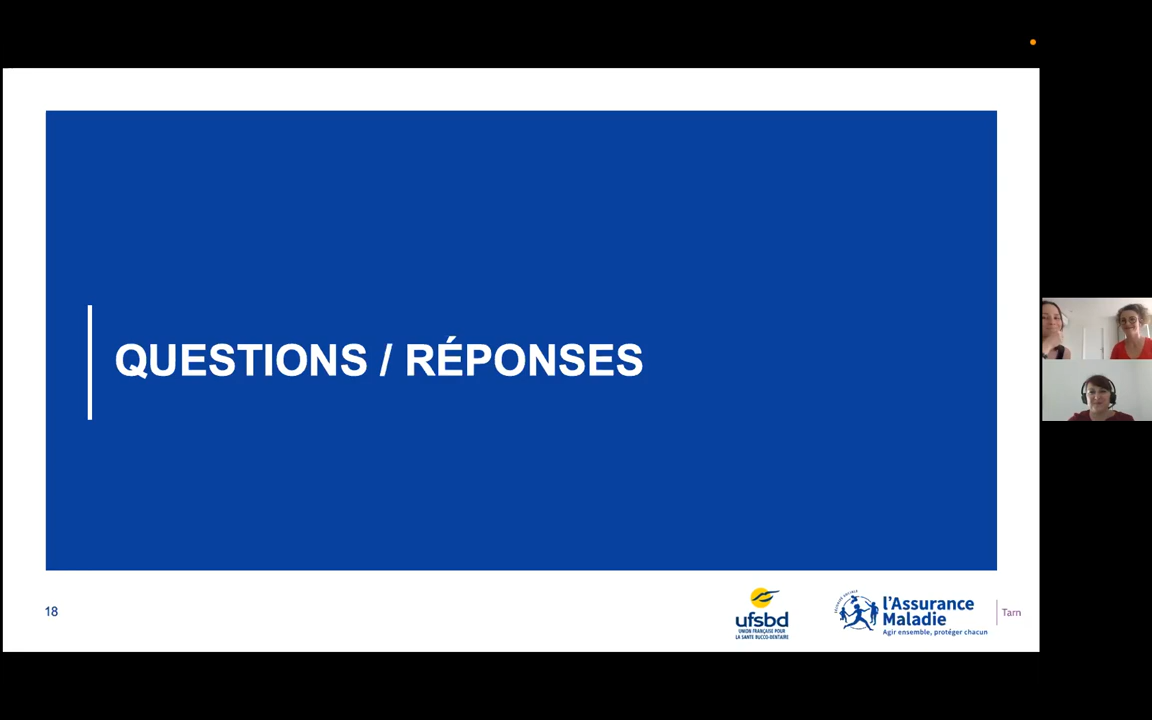 QUESTIONS / RÉPONSES
18
ufsbd
UNION FRANÇAISE POUR
LA SANTÉ BUCCO-DENTAIRE
l'Assurance
Maladie
Agir ensemble, protéger chacun
Tarn